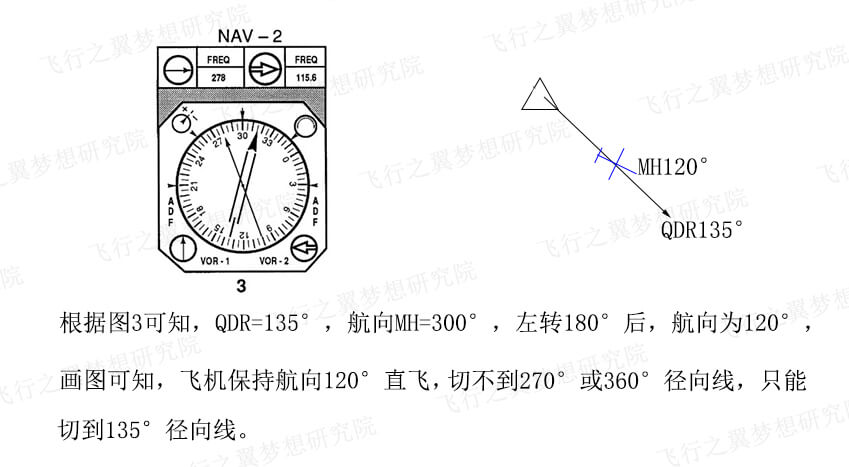 NAV-2
FREQ
278
FREQ
115.6
27
30
33
24
0
21
3
18
6
15
12
9
ADF
ADF
VOR-1
VOR-2
3
MH120°
QDR135°
根据图3可知，QDR=135°，航向MH=300°，左转180°后，航向为120°，
画图可知，飞机保持航向120°直飞，切不到270°或360°径向线，只能
切到135°径向线。
飞行之翼梦想研究院